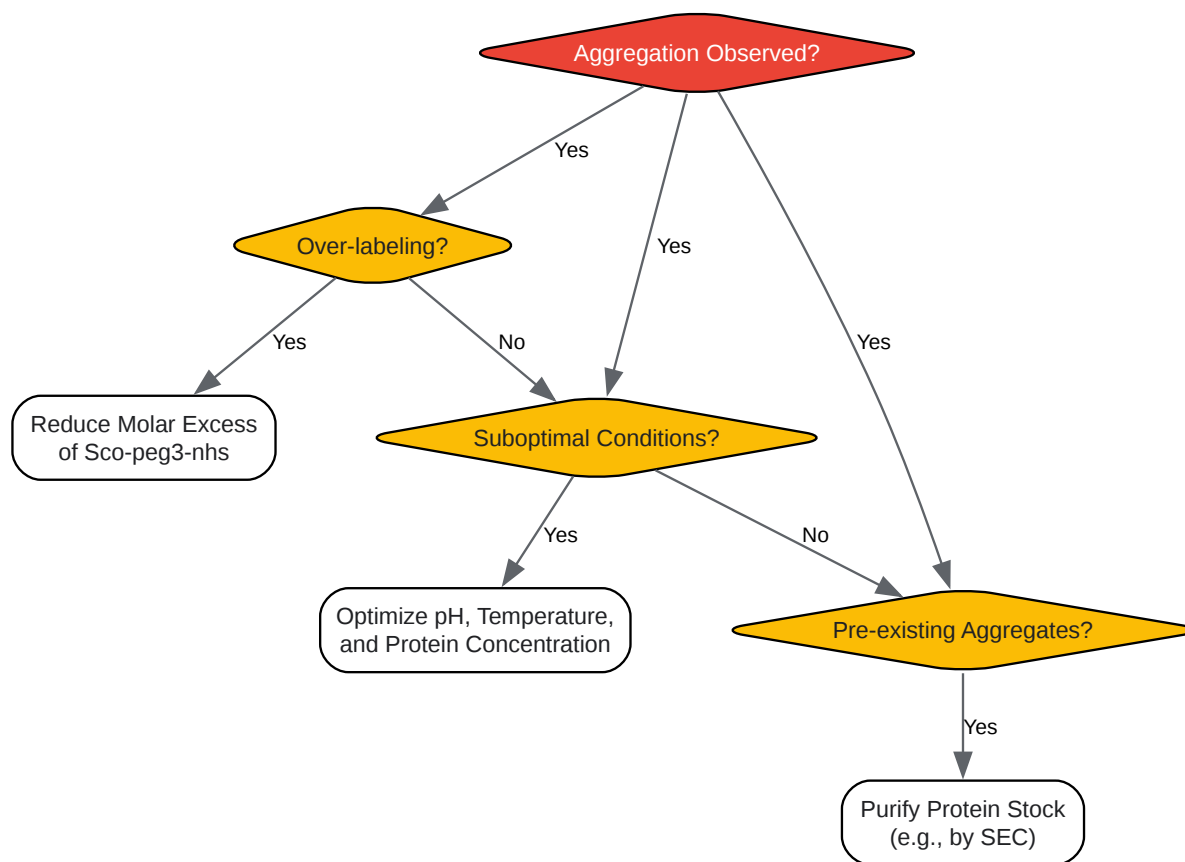 Aggregation Observed?
Yes
Over-labeling?
Yes
Yes
No
Yes
Reduce Molar Excess
of Sco-peg3-nhs
Suboptimal Conditions?
Yes
No
Optimize pH, Temperature,
and Protein Concentration
Pre-existing Aggregates?
Yes
Purify Protein Stock
(e.g., by SEC)